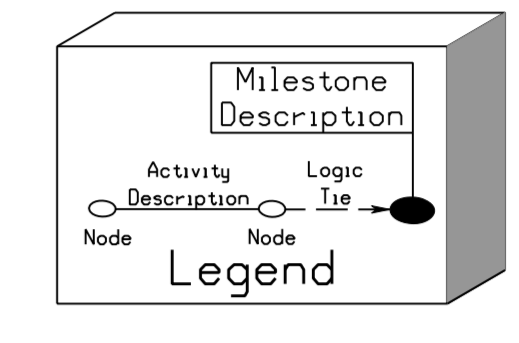 Milestone
Description
Activity
Description
Logic
Tie
Node
Node
Legend